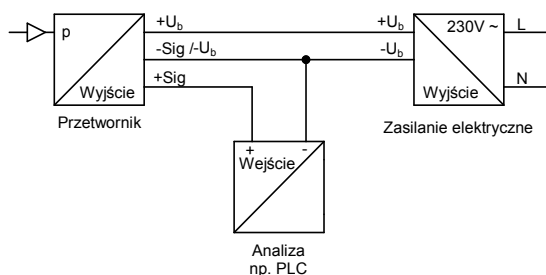 +U_b
+U_b
230V ~
L
p
-Sig /-U_b
-U_b
N
+Sig
Wyjście
Wyjście
Przetwornik
Zasilanie elektryczne
+
-
Wejście
Analiza
np. PLC